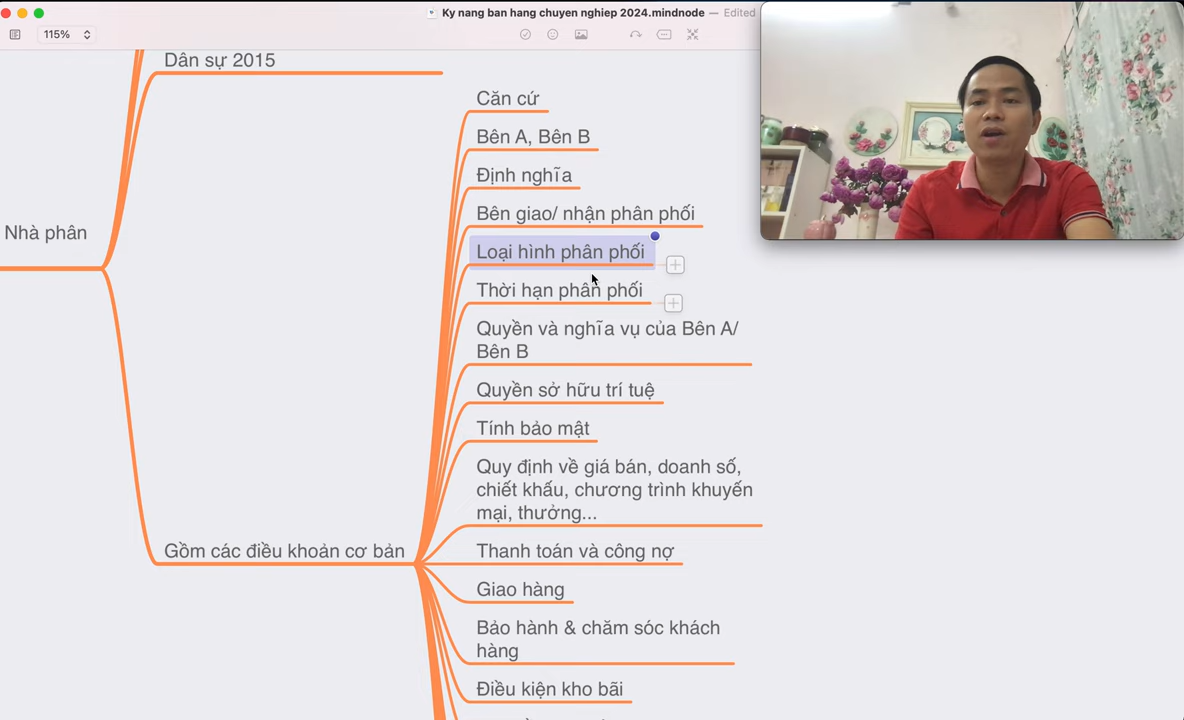 Ky nang ban hang chuyen nghiep 2024.mindnode — Edited
115%
Dân sự 2015
Nhà phân
Gồm các điều khoản cơ bản
Căn cứ
Bên A, Bên B
Định nghĩa
Bên giao/ nhận phân phối
Loại hình phân phối
Thời hạn phân phối
Quyền và nghĩa vụ của Bên A/
Bên B
Quyền sở hữu trí tuệ
Tính bảo mật
Quy định về giá bán, doanh số,
chiết khấu, chương trình khuyến
mại, thưởng...
Thanh toán và công nợ
Giao hàng
Bảo hành & chăm sóc khách
hàng
Điều kiện kho bãi